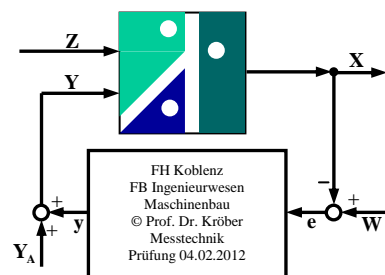 Z
X
Y
FH Koblenz
FB Ingenieurwesen
Maschinenbau
© Prof. Dr. Kröber
Messtechnik
Prüfung 04.02.2012
−
+
+
+
y
e
W
Y_A